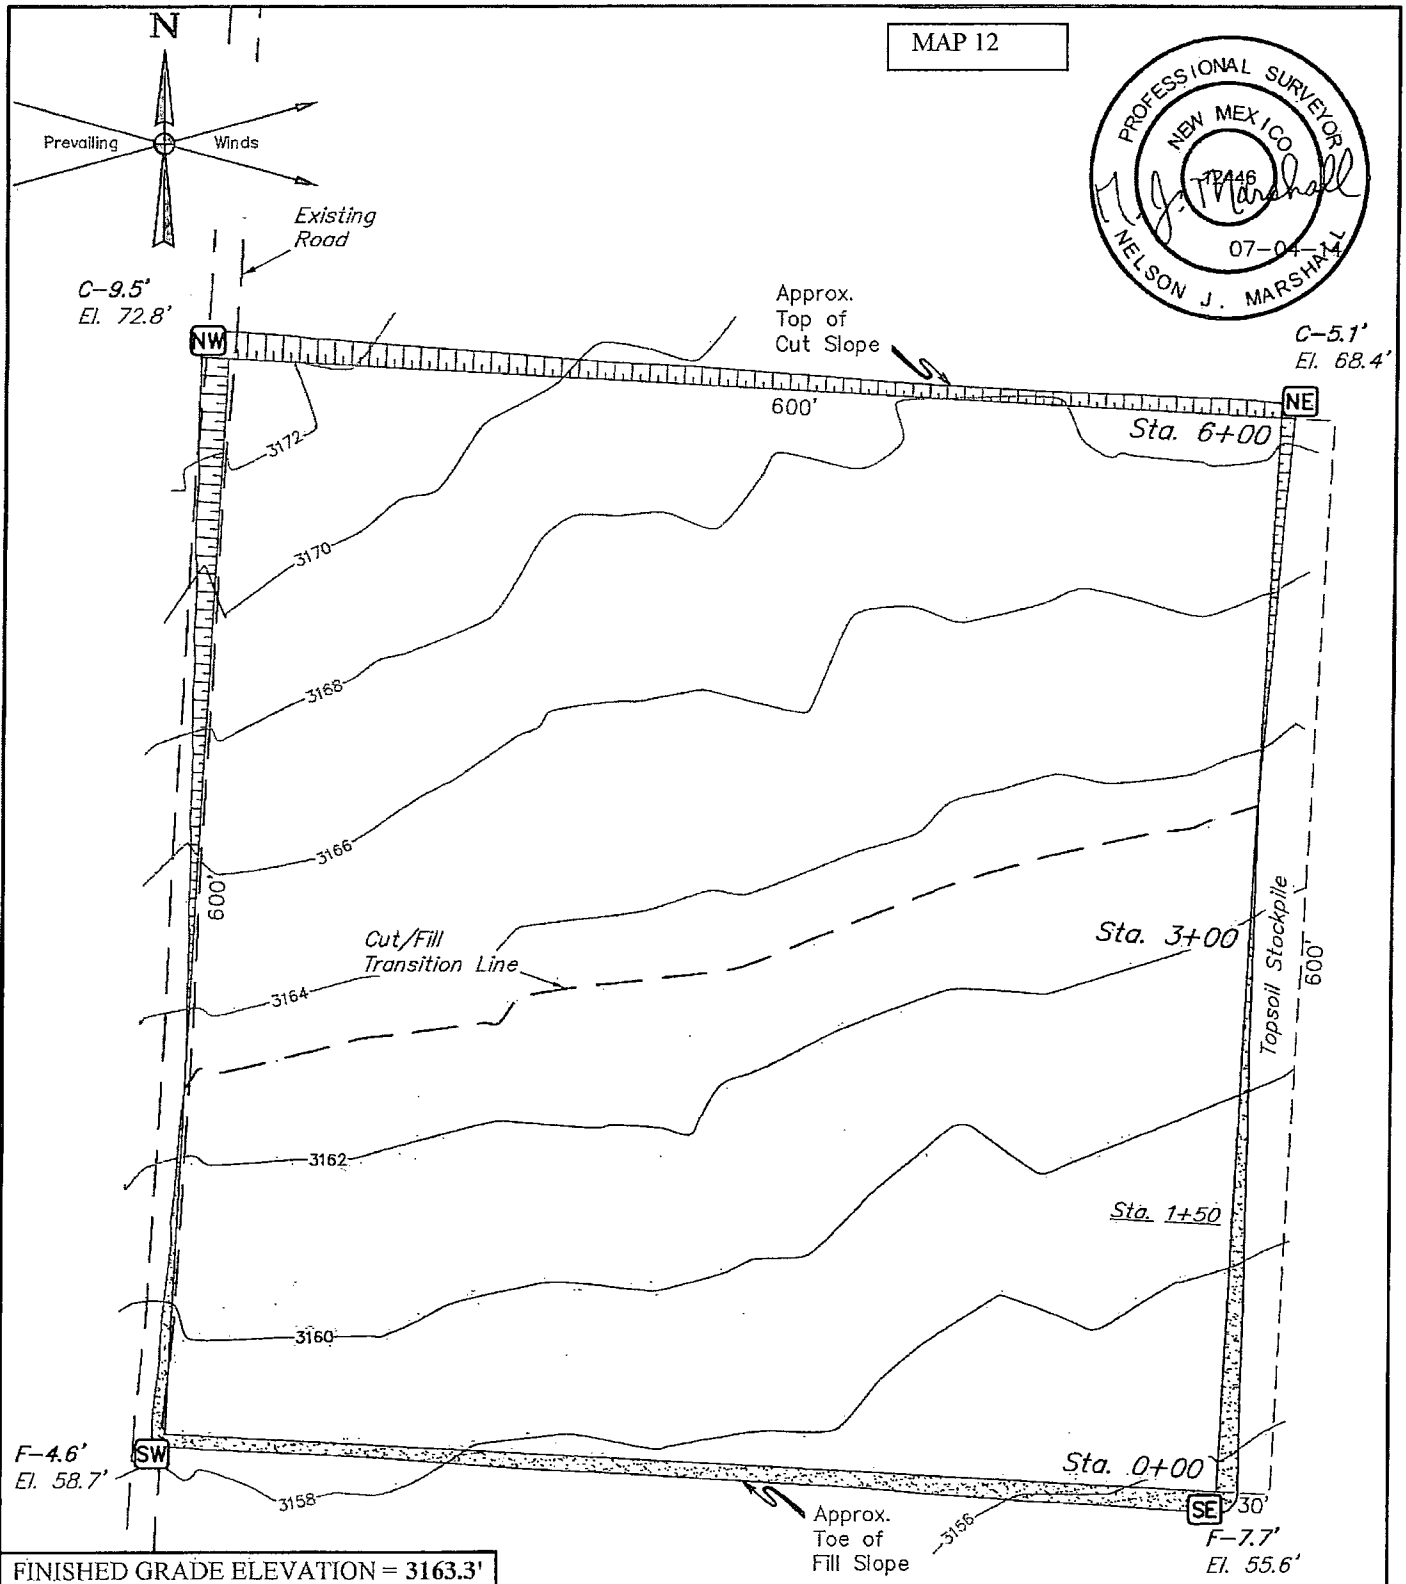 N
MAP 12
PROFESSIONAL SURVEYOR
NEW MEXICO
12446
N. J. Marshall
07-04-14
NELSON J. MARSHALL
Prevailing Winds
Existing
Road
C-9.5'
El. 72.8'
NW
Approx.
Top of
Cut Slope
C-5.1'
El. 68.4'
NE
600'
Sta. 6+00
3172
3170
3168
3166
600'
Cut/Fill
Transition Line
Sta. 3+00
Topsoil Stockpile
600'
3164
3162
Sta. 1+50
3160
F-4.6'
El. 58.7'
SW
3158
Sta. 0+00
SE
30'
Approx.
Toe of
Fill Slope
3156
F-7.7'
El. 55.6'
FINISHED GRADE ELEVATION = 3163.3'